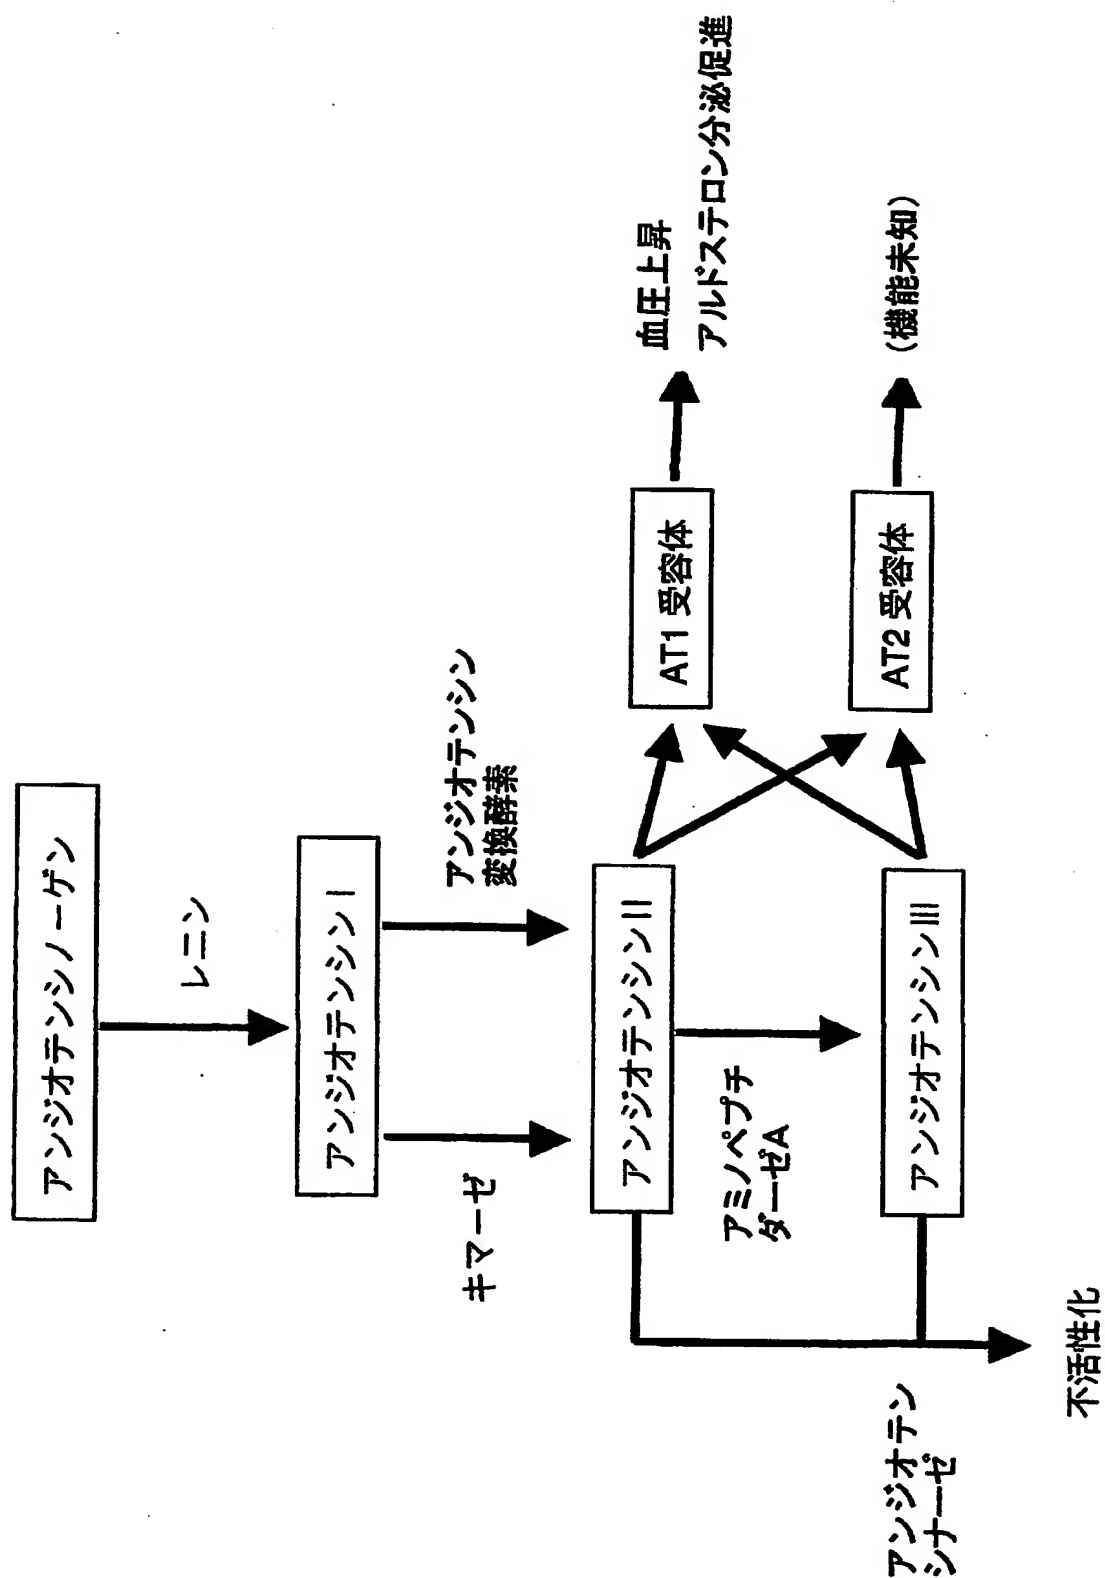 アンジオテンシノーゲン
レニン
アンジオテンシンI
キマーゼ
アンジオテンシン
変換酵素
アンジオテンシンII
アミノペプチ
ダーゼA
アンジオテンシンIII
アンジオテン
シナーゼ
不活性化
AT1 受容体
血圧上昇
アルドステロン分泌促進
AT2 受容体
(機能未知)